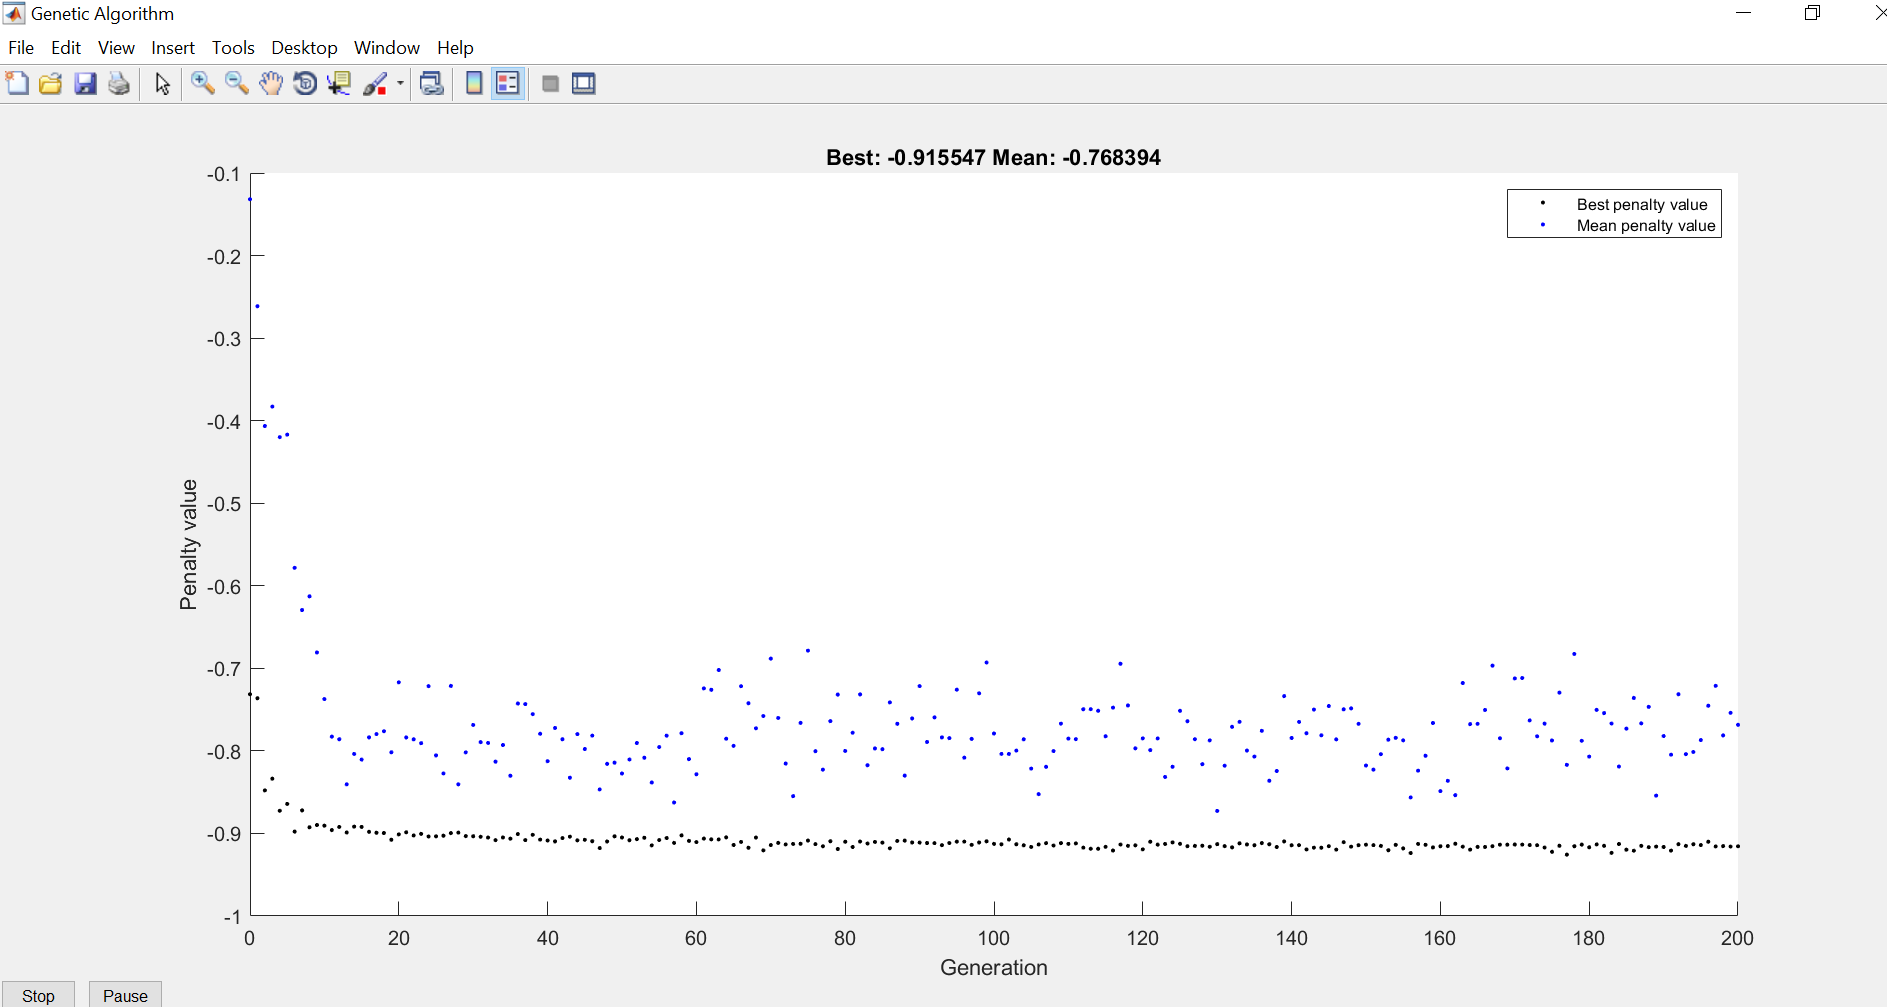 Genetic Algorithm
File Edit View Insert Tools Desktop Window Help
Best: -0.915547 Mean: -0.768394
Best penalty value
Mean penalty value
-0.1
-0.2
-0.3
-0.4
-0.5
-0.6
-0.7
-0.8
-0.9
-1
Penalty value
0 20 40 60 80 100 120 140 160 180 200
Generation
Stop Pause